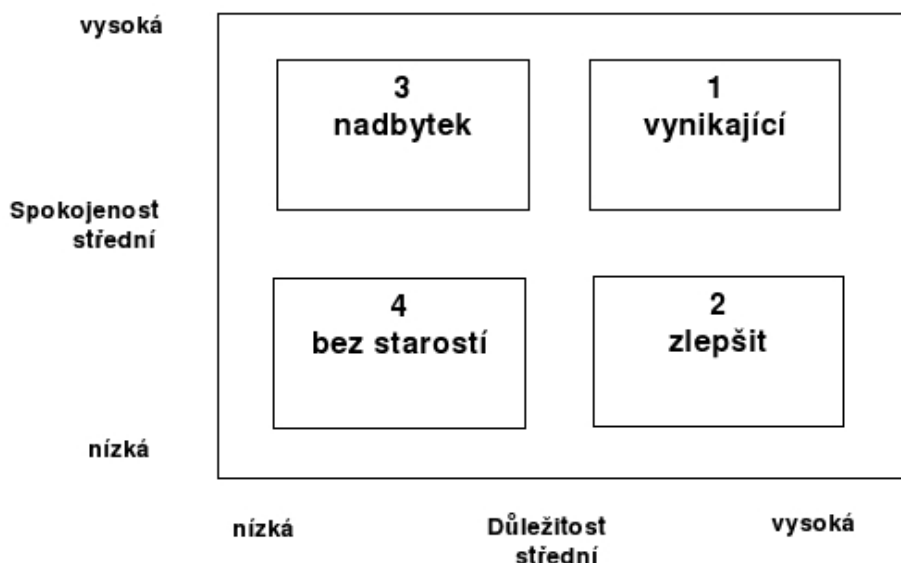 vysoká
3
nadbytek
1
vynikající
Spokojenost
střední
4
bez starostí
2
zlepšit
nízká
nízká
Důležitost
střední
vysoká